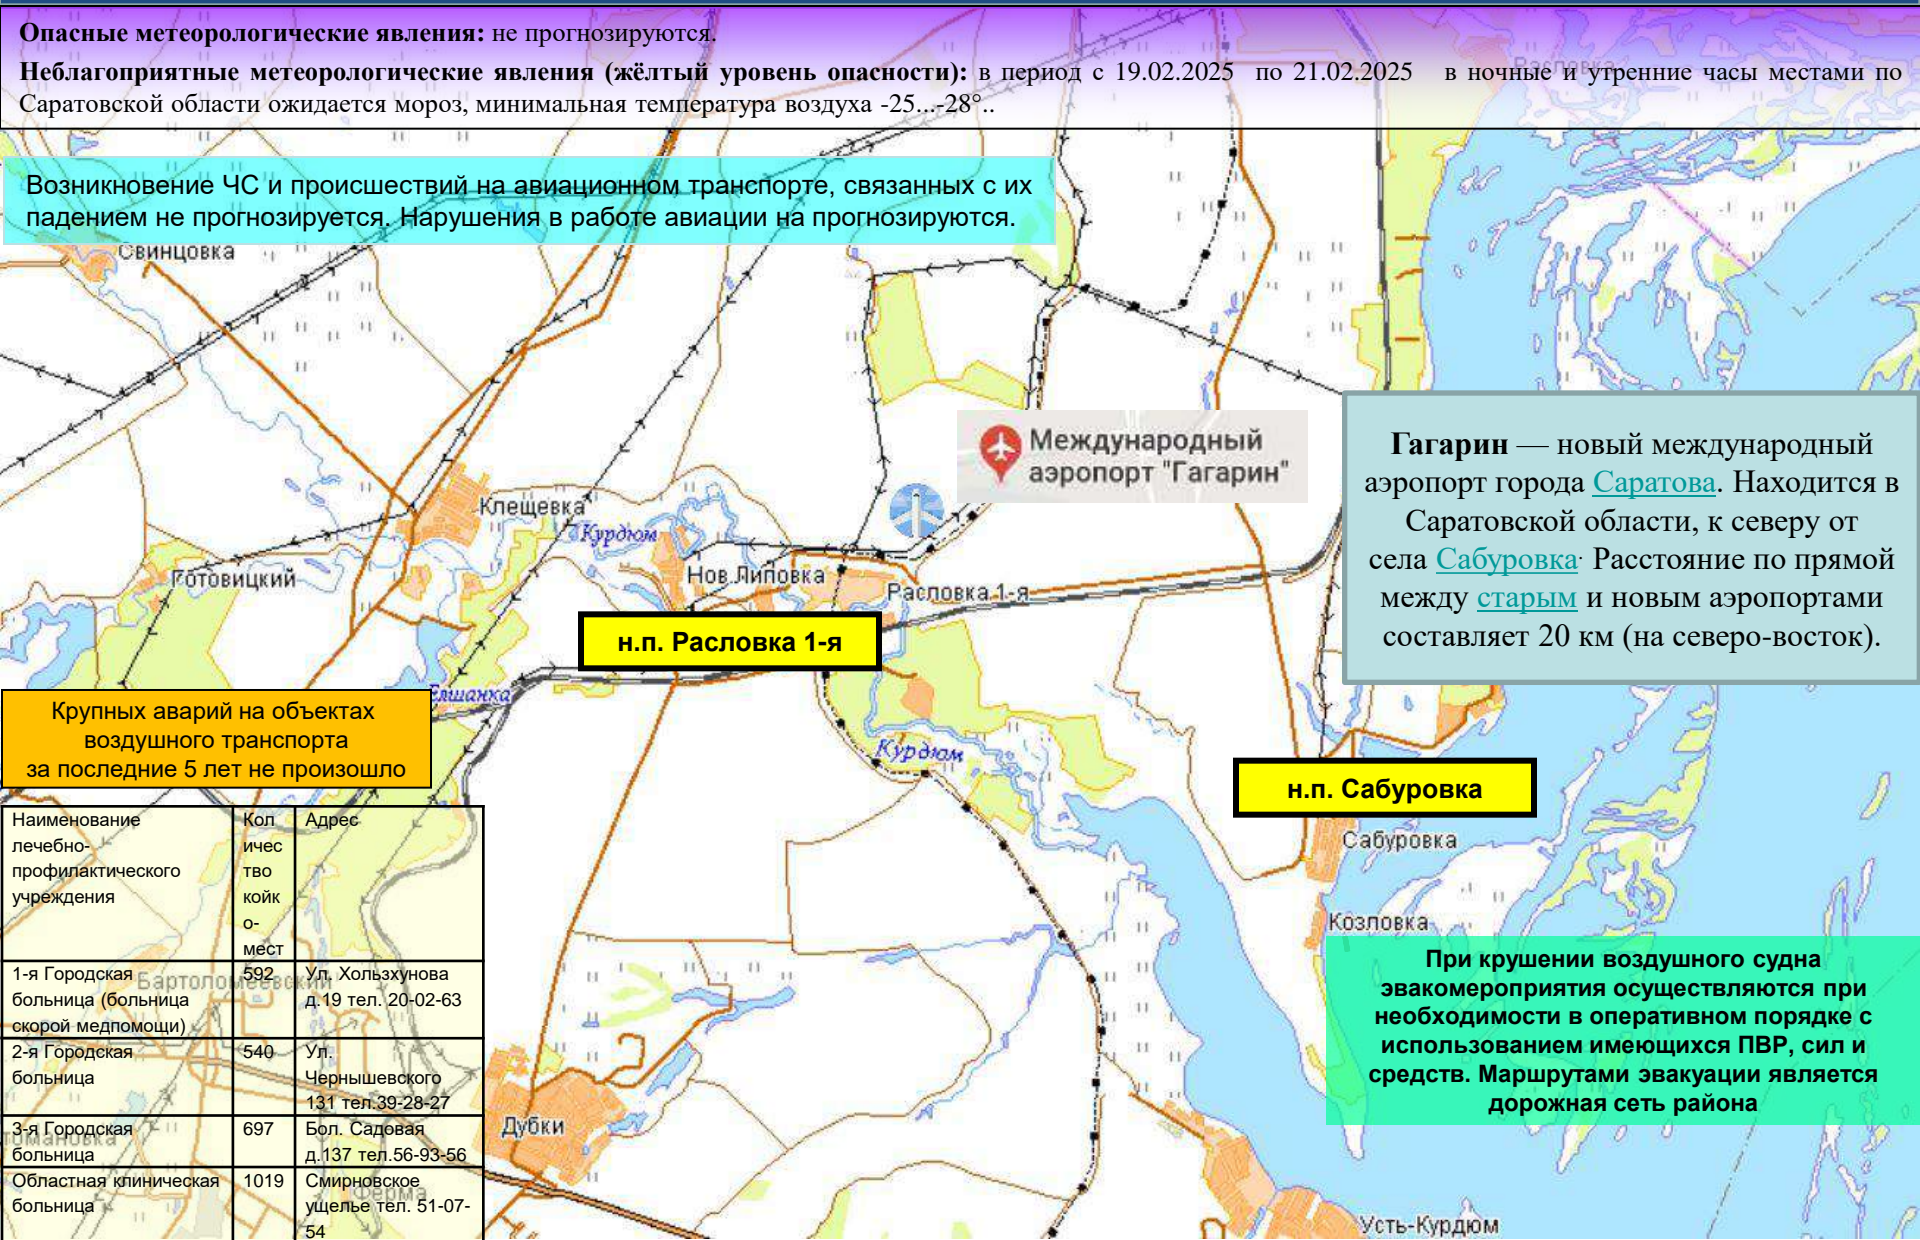 Опасные метеорологические явления: не прогнозируются.
Неблагоприятные метеорологические явления (жёлтый уровень опасности): в период с 19.02.2025 по 21.02.2025 в ночные и утренние часы местами по
Саратовской области ожидается мороз, минимальная температура воздуха -25...-28°..
Возникновение ЧС и происшествий на авиационном транспорте, связанных с их
падением не прогнозируется. Нарушения в работе авиации на прогнозируются.
Свинцовка
Международный
аэропорт "Гагарин"
Гагарин — новый международный
аэропорт города Саратова. Находится в
Саратовской области, к северу от
села Сабуровка. Расстояние по прямой
между старым и новым аэропортами
составляет 20 км (на северо-восток).
Клещевка
Курдюм
Готовицкий
Нов.Липовка
Расловка 1-я
н.п. Расловка 1-я
Елшанка
Крупных аварий на объектах
воздушного транспорта
за последние 5 лет не произошло
Курдюм
н.п. Сабуровка
Сабуровка
Козловка
Наименование
лечебно-
профилактического
учреждения
Кол
ичес
тво
койк
о-
мест
Адрес
1-я Городская
больница (больница
скорой медпомощи)
592
Ул. Хользхунова
д.19 тел. 20-02-63
Бартоломеевский
2-я Городская
больница
540
Ул.
Чернышевского
131 тел.39-28-27
3-я Городская
больница
697
Бол. Садовая
д.137 тел.56-93-56
Областная клиническая
больница
1019
Смирновское
ущелье тел. 51-07-
54
Ферма
Дубки
При крушении воздушного судна
эвакомероприятия осуществляются при
необходимости в оперативном порядке с
использованием имеющихся ПВР, сил и
средств. Маршрутами эвакуации является
дорожная сеть района
Усть-Курдюм